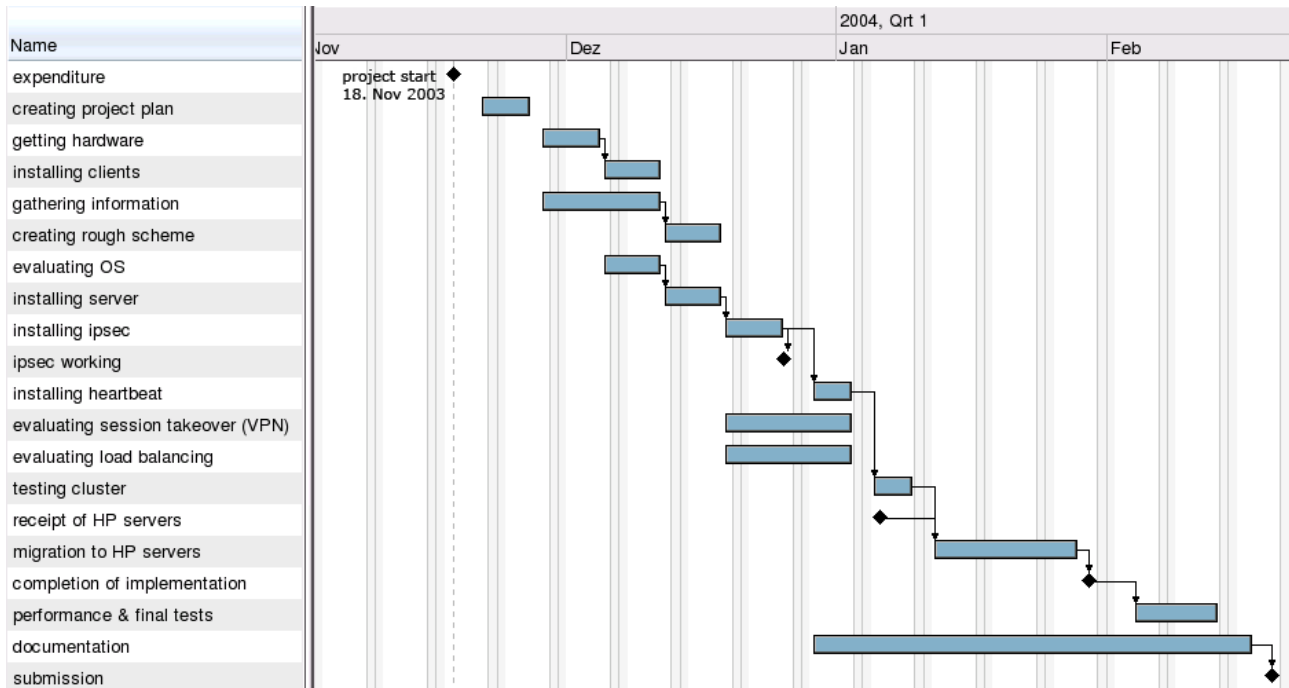 2004, Qrt 1
Name
Nov
Dez
Jan
Feb
expenditure
project start
18. Nov 2003
creating project plan
getting hardware
installing clients
gathering information
creating rough scheme
evaluating OS
installing server
installing ipsec
ipsec working
installing heartbeat
evaluating session takeover (VPN)
evaluating load balancing
testing cluster
receipt of HP servers
migration to HP servers
completion of implementation
performance & final tests
documentation
submission